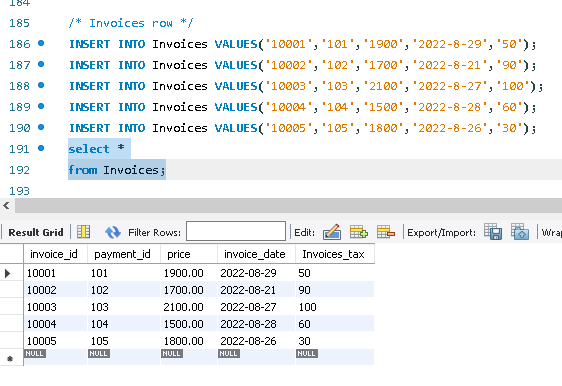 184
185 /* Invoices row */
186 INSERT INTO Invoices VALUES('10001','101','1900','2022-8-29','50');
187 INSERT INTO Invoices VALUES('10002','102','1700','2022-8-21','90');
188 INSERT INTO Invoices VALUES('10003','103','2100','2022-8-27','100');
189 INSERT INTO Invoices VALUES('10004','104','1500','2022-8-28','60');
190 INSERT INTO Invoices VALUES('10005','105','1800','2022-8-26','30');
191 select *
192 from Invoices;
193
Result Grid Filter Rows: Edit: Export/Import: Wrap
invoice_id payment_id price invoice_date Invoices_tax
10001 101 1900.00 2022-08-29 50
10002 102 1700.00 2022-08-21 90
10003 103 2100.00 2022-08-27 100
10004 104 1500.00 2022-08-28 60
10005 105 1800.00 2022-08-26 30
NULL NULL NULL NULL NULL